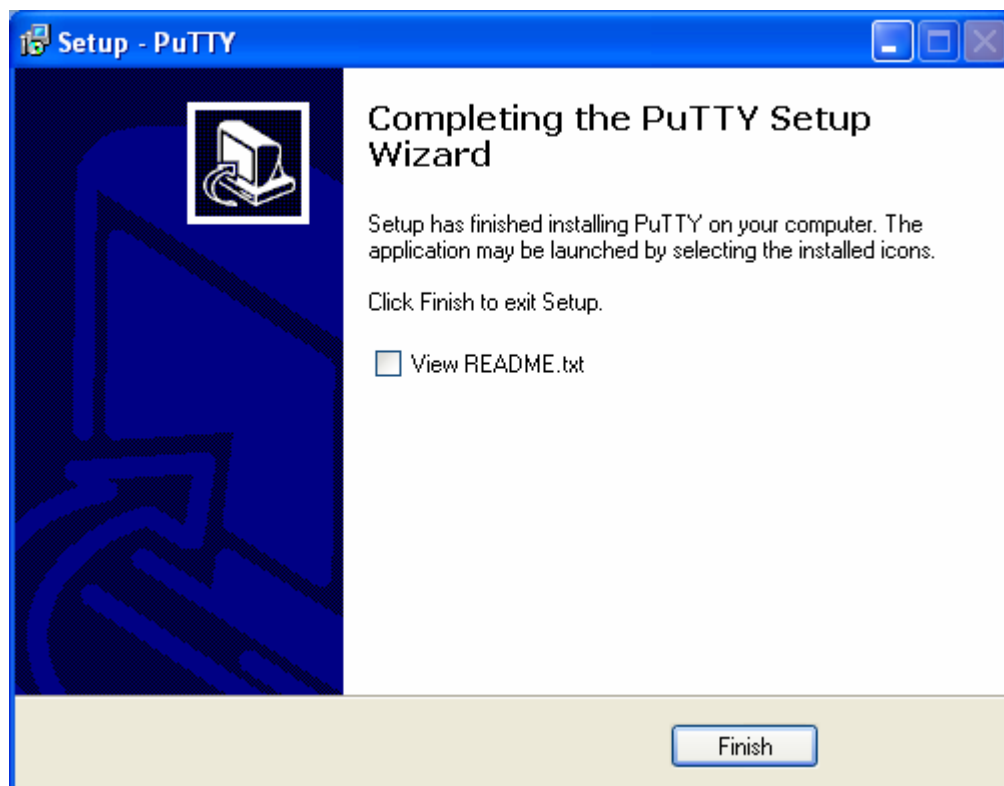 Setup - PuTTY
Completing the PuTTY Setup
Wizard
Setup has finished installing PuTTY on your computer. The
application may be launched by selecting the installed icons.
Click Finish to exit Setup.
View README.txt
Finish